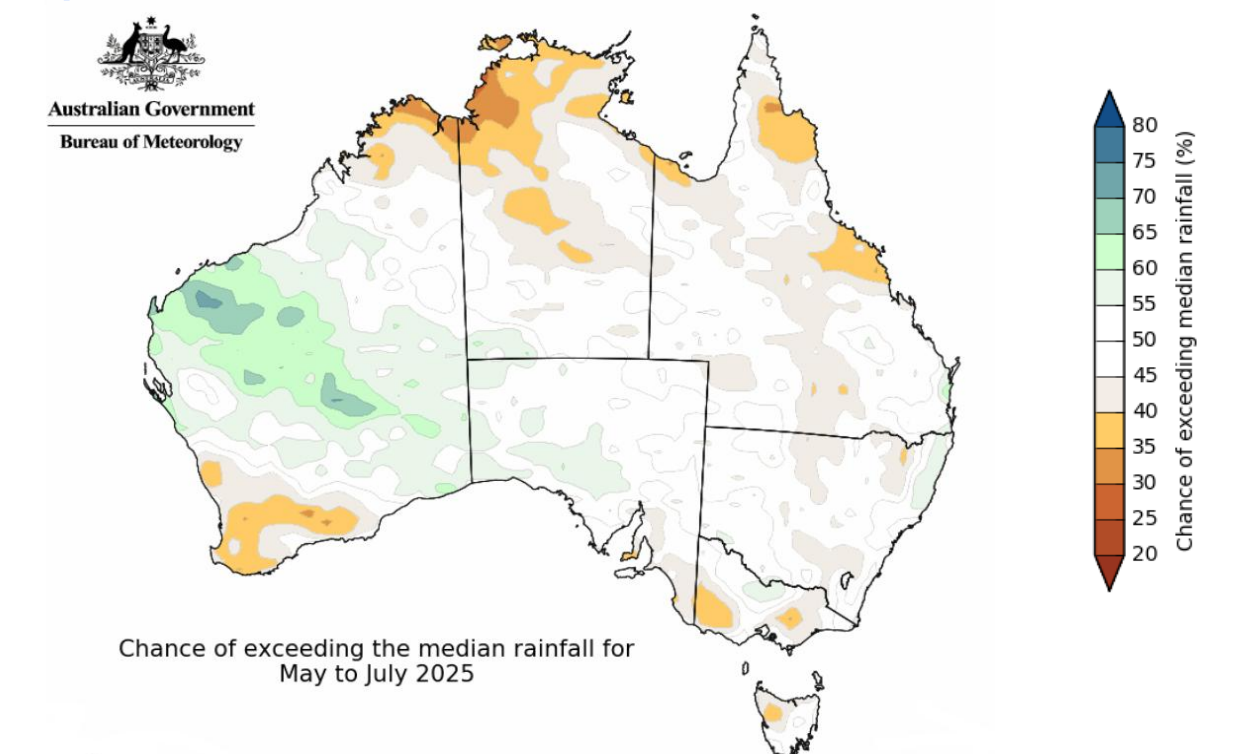 Australian Government
Bureau of Meteorology
80
75
70
65
60
55
50
45
40
35
30
25
20
Chance of exceeding median rainfall (%)
Chance of exceeding the median rainfall for
May to July 2025